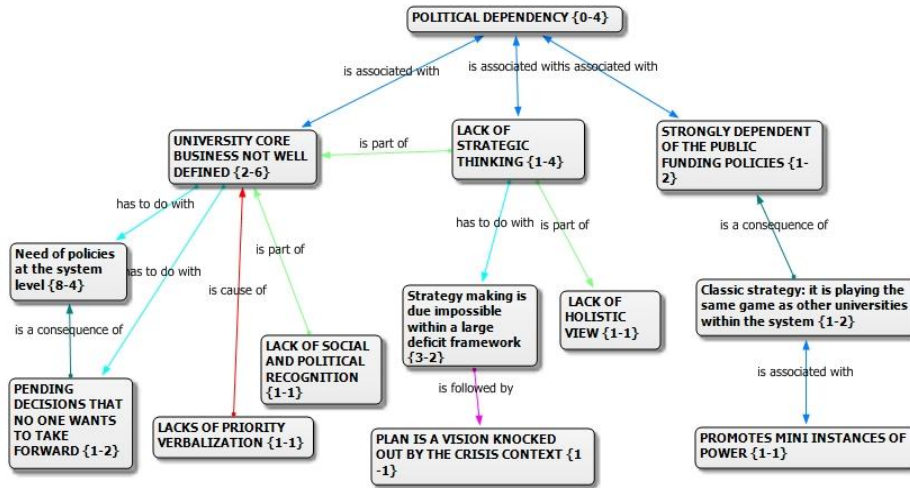 POLITICAL DEPENDENCY {0-4}
is associated with
is associated with
is associated with
UNIVERSITY CORE
BUSINESS NOT WELL
DEFINED {2-6}
is part of
LACK OF
STRATEGIC
THINKING {1-4}
STRONGLY DEPENDENT
OF THE PUBLIC
FUNDING POLICIES {1-
2}
has to do with
has to do with
is part of
is cause of
has to do with
is part of
is a consequence of
Need of policies
at the system
level {8-4}
is a consequence of
Strategy making is
due impossible
within a large
deficit framework
{3-2}
LACK OF
HOLISTIC
VIEW {1-1}
Classic strategy: it is playing the
same game as other universities
within the system {1-2}
LACK OF SOCIAL
AND POLITICAL
RECOGNITION
{1-1}
is followed by
is associated with
PENDING
DECISIONS THAT
NO ONE WANTS
TO TAKE
FORWARD {1-2}
LACKS OF PRIORITY
VERBALIZATION {1-1}
PLAN IS A VISION KNOCKED
OUT BY THE CRISIS CONTEXT {1
-1}
PROMOTES MINI INSTANCES OF
POWER {1-1}